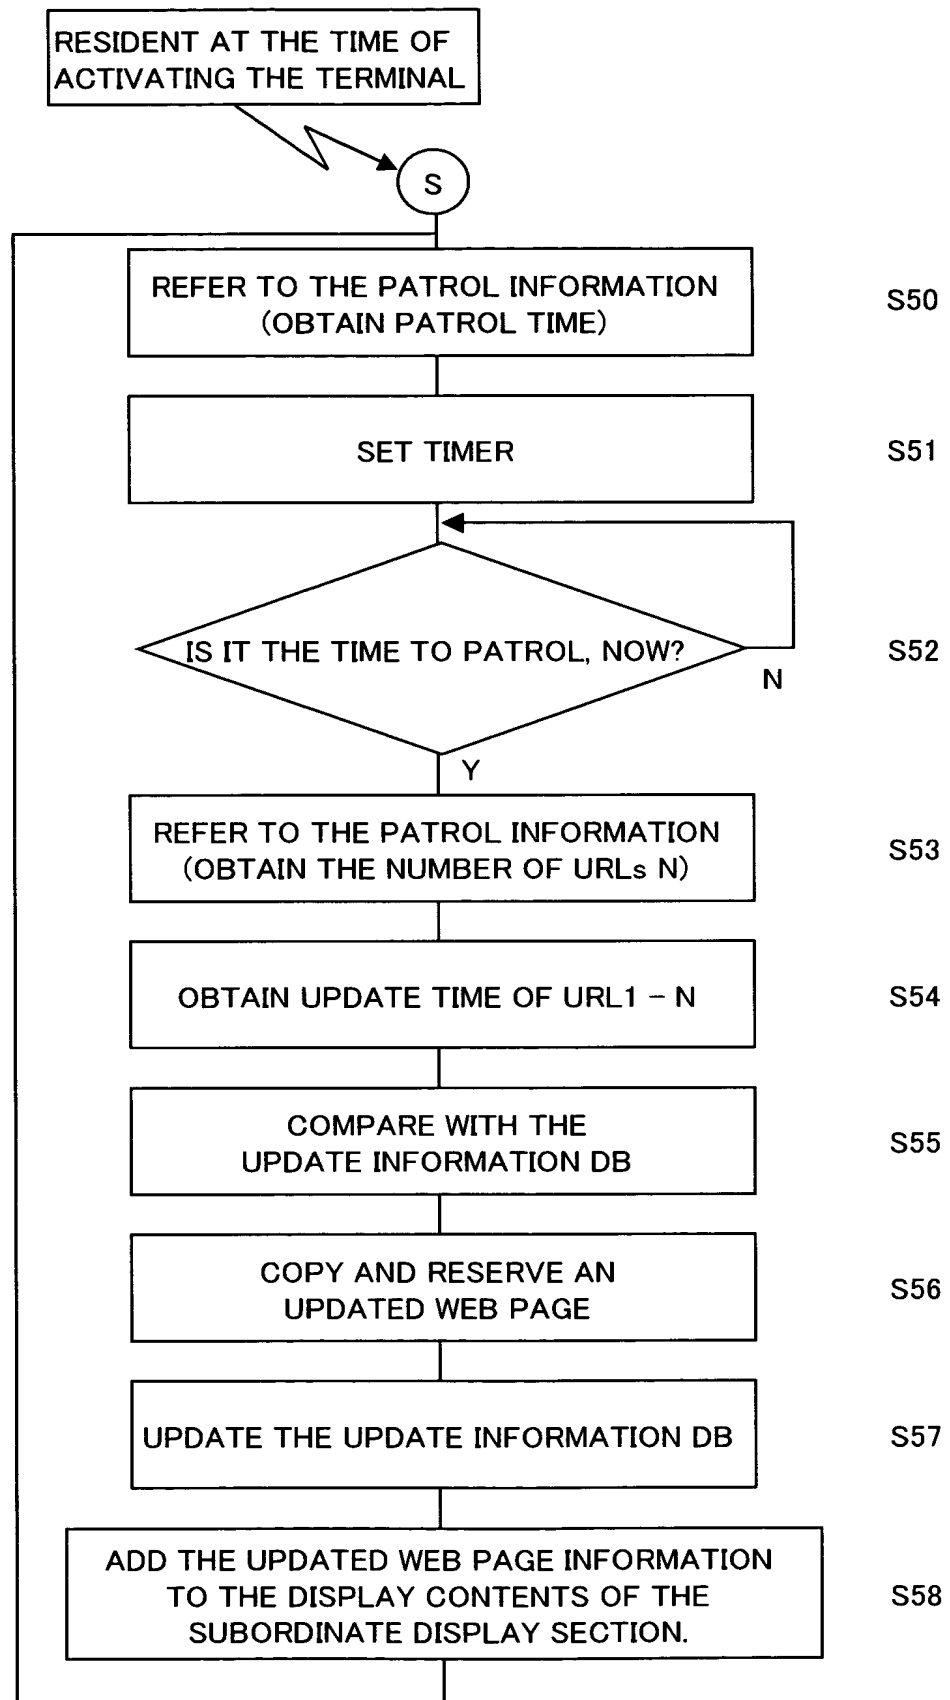 RESIDENT AT THE TIME OF
ACTIVATING THE TERMINAL
S
REFER TO THE PATROL INFORMATION
(OBTAIN PATROL TIME)
S50
SET TIMER
S51
IS IT THE TIME TO PATROL, NOW?
S52
N
Y
REFER TO THE PATROL INFORMATION
(OBTAIN THE NUMBER OF URLs N)
S53
OBTAIN UPDATE TIME OF URL1 – N
S54
COMPARE WITH THE
UPDATE INFORMATION DB
S55
COPY AND RESERVE AN
UPDATED WEB PAGE
S56
UPDATE THE UPDATE INFORMATION DB
S57
ADD THE UPDATED WEB PAGE INFORMATION
TO THE DISPLAY CONTENTS OF THE
SUBORDINATE DISPLAY SECTION.
S58